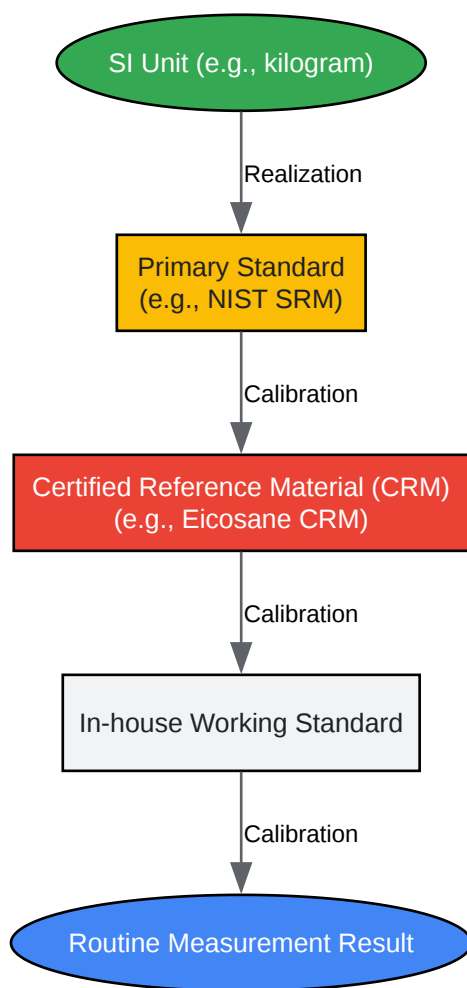 SI Unit (e.g., kilogram)
Realization
Primary Standard
(e.g., NIST SRM)
Calibration
Certified Reference Material (CRM)
(e.g., Eicosane CRM)
Calibration
In-house Working Standard
Calibration
Routine Measurement Result